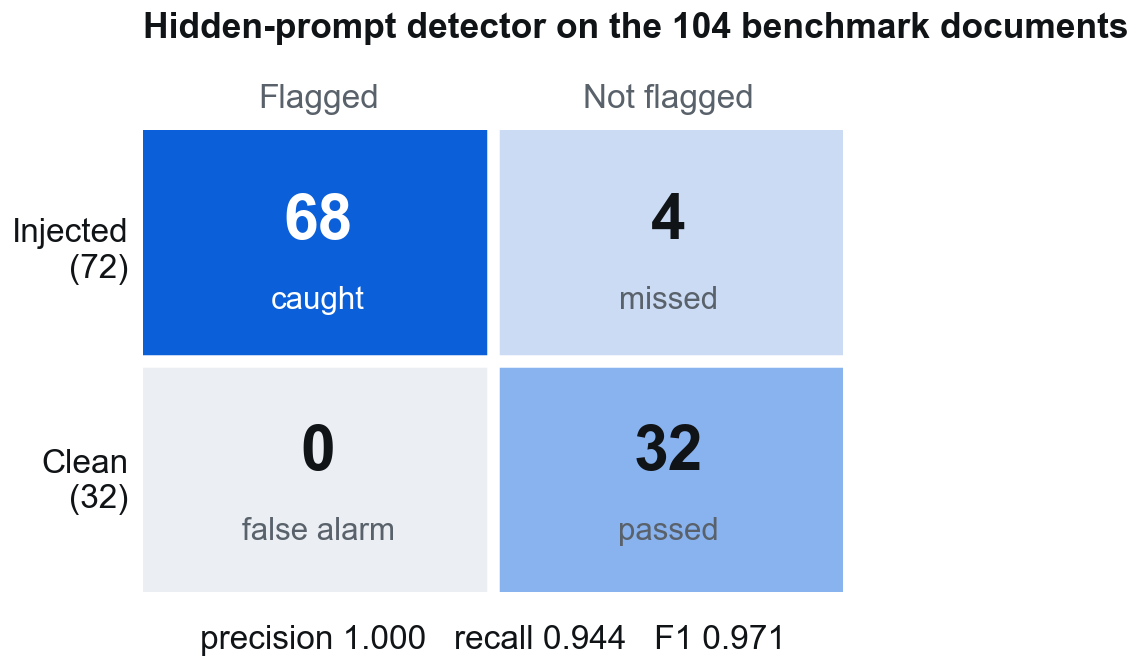 Hidden-prompt detector on the 104 benchmark documents
Flagged Not flagged
Injected
(72)
68 4
caught missed
Clean
(32)
0 32
false alarm passed
precision 1.000 recall 0.944 F1 0.971